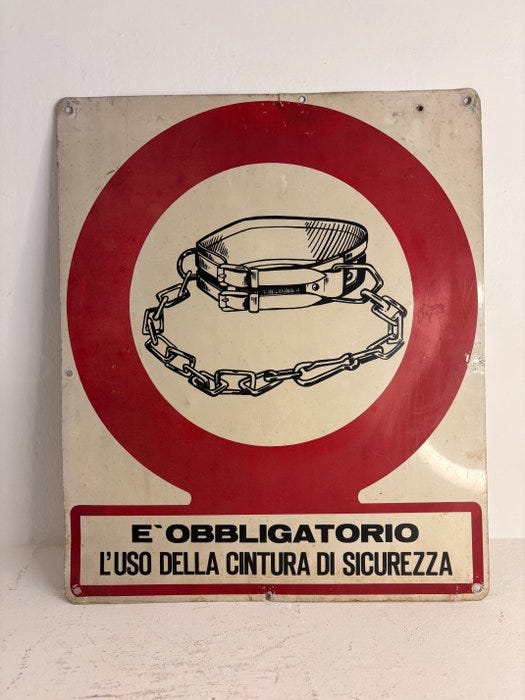 E`OBBLIGATORIO
L'USO DELLA CINTURA DI SICUREZZA